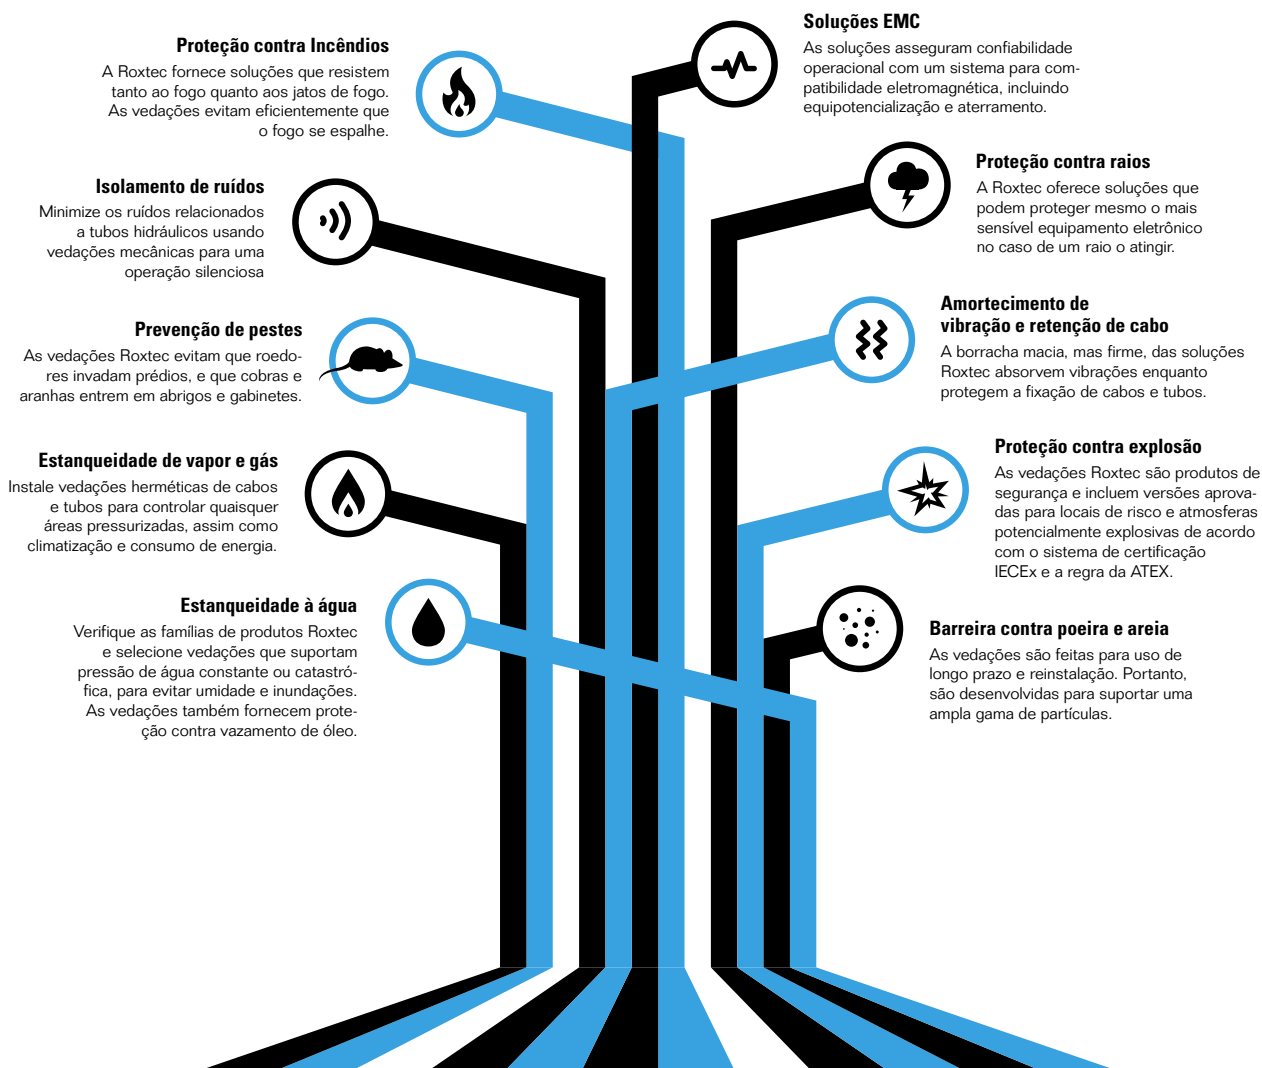 Proteção contra Incêndios
A Roxtec fornece soluções que resistem
tanto ao fogo quanto aos jatos de fogo.
As vedações evitam eficientemente que
o fogo se espalhe.
Isolamento de ruídos
Minimize os ruídos relacionados
a tubos hidráulicos usando
vedações mecânicas para uma
operação silenciosa
Prevenção de pestes
As vedações Roxtec evitam que roedo-
res invadam prédios, e que cobras e
aranhas entrem em abrigos e gabinetes.
Estanqueidade de vapor e gás
Instale vedações herméticas de cabos
e tubos para controlar quaisquer
áreas pressurizadas, assim como
climatização e consumo de energia.
Estanqueidade à água
Verifique as famílias de produtos Roxtec
e selecione vedações que suportam
pressão de água constante ou catastró-
fica, para evitar umidade e inundações.
As vedações também fornecem prote-
ção contra vazamento de óleo.
Soluções EMC
As soluções asseguram confiabilidade
operacional com um sistema para com-
patibilidade eletromagnética, incluindo
equipotencialização e aterramento.
Proteção contra raios
A Roxtec oferece soluções que
podem proteger mesmo o mais
sensível equipamento eletrônico
no caso de um raio o atingir.
Amortecimento de
vibração e retenção de cabo
A borracha macia, mas firme, das soluções
Roxtec absorvem vibrações enquanto
protegem a fixação de cabos e tubos.
Proteção contra explosão
As vedações Roxtec são produtos de
segurança e incluem versões aprova-
das para locais de risco e atmosferas
potencialmente explosivas de acordo
com o sistema de certificação
IECEx e a regra da ATEX.
Barreira contra poeira e areia
As vedações são feitas para uso de
longo prazo e reinstalação. Portanto,
são desenvolvidas para suportar uma
ampla gama de partículas.